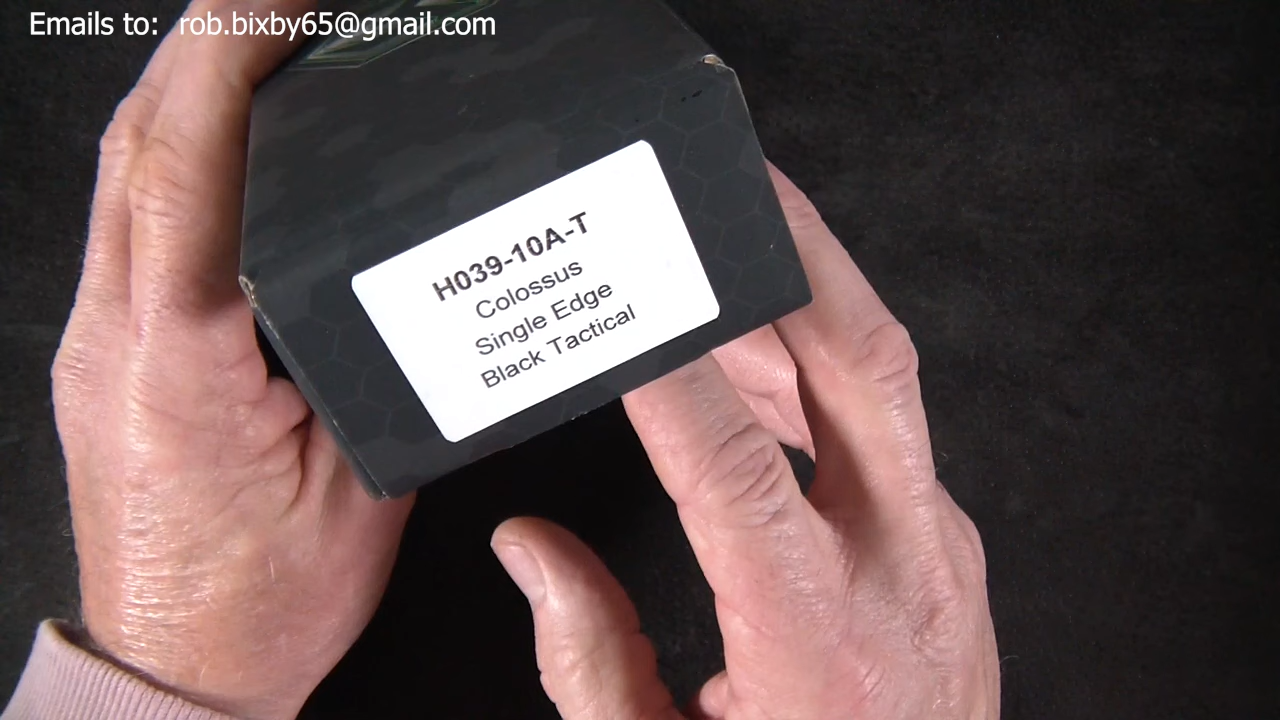 Emails to: rob.bixby65@gmail.com
H039-10A-T
Colossus
Single Edge
Black Tactical